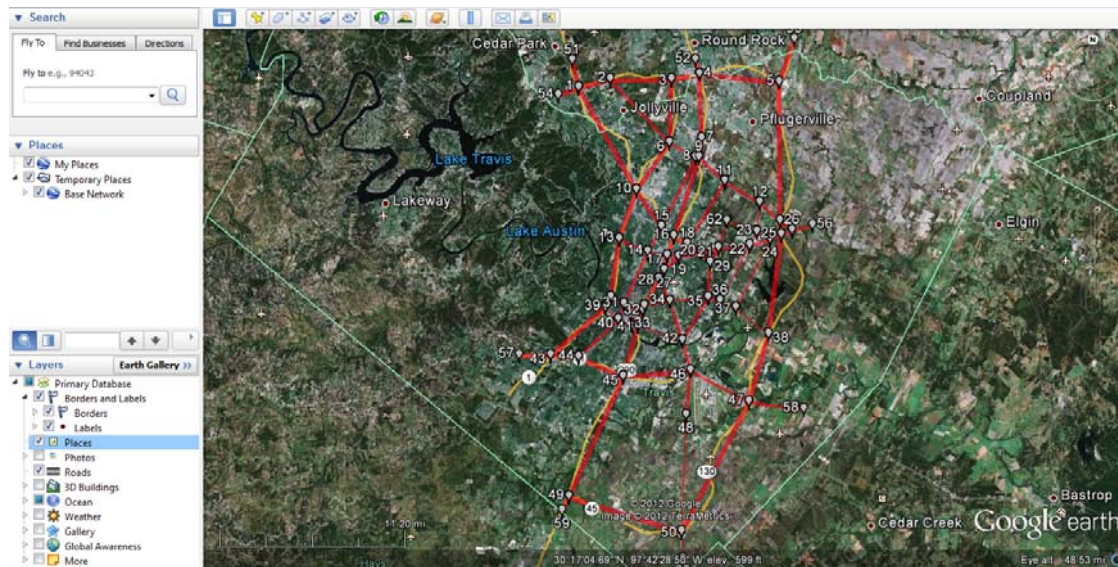 Search
Fly To
Find Businesses
Directions
Fly to e.g., 94043
Places
My Places
Temporary Places
Base Network
Layers
Earth Gallery >>
Primary Database
Borders and Labels
Borders
Labels
Places
Photos
Roads
3D Buildings
Ocean
Weather
Gallery
Global Awareness
More
Cedar Park
51
52
Round Rock
N
54
1
2
3
4
5
Jollyville
Pflugerville
Coupland
6
7
8
9
Lake Travis
10
11
12
Lakeway
Lake Austin
Elgin
13
14
15
16
17
18
19
20
21
22
23
24
25
26
56
62
27
28
29
39
31
32
33
34
35
36
37
38
40
41
42
57
43
44
45
46
1
Travis
47
58
48
49
59
45
50
130
Bastrop
Cedar Creek
© 2012 Google
Image © 2012 TerraMetrics
Google earth
11.20 mi
Hays
30°17'04.69" N 97°42'28.50" W elev 599 ft
Eye alt 48.53 mi